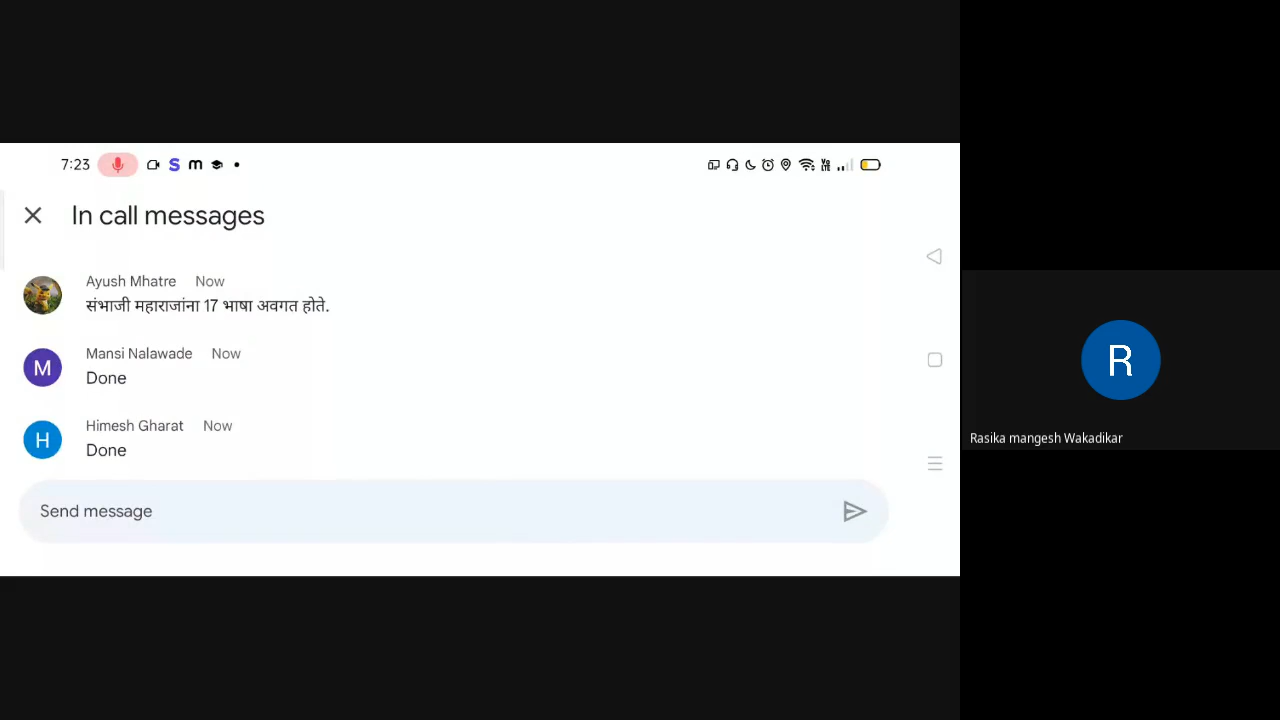 7:23 S m
In call messages
Ayush Mhatre Now
संभाजी महाराजांना 17 भाषा अवगत होते.
M
Mansi Nalawade Now
Done
H
Himesh Gharat Now
Done
Send message
R
Rasika mangesh Wakadikar